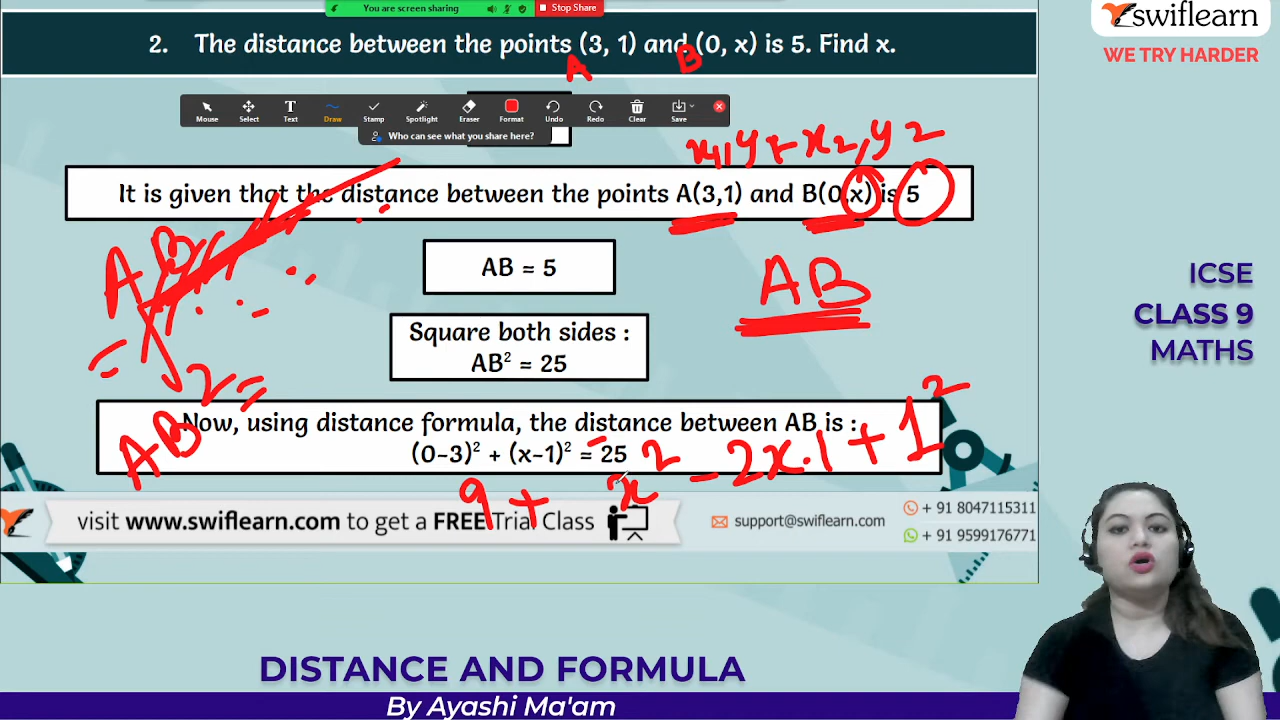 You are screen sharing
Stop Share
swiflearn
WE TRY HARDER
2. The distance between the points (3, 1) and (0, x) is 5. Find x.
A B
Mouse Select Text Draw Stamp Spotlight Eraser Format Undo Redo Clear Save
Who can see what you share here?
x1, y + x2, y2
It is given that the distance between the points A(3,1) and B(0,x) is 5
AB
AB = 5
AB
Square both sides :
AB² = 25
AB² =
Now, using distance formula, the distance between AB is :
(0-3)² + (x-1)² = 25
9 + x² - 2x.1 + 1²
visit www.swiflearn.com to get a FREE Trial Class
support@swiflearn.com
+ 91 8047115311
+ 91 9599176771
ICSE
CLASS 9
MATHS
DISTANCE AND FORMULA
By Ayashi Ma'am